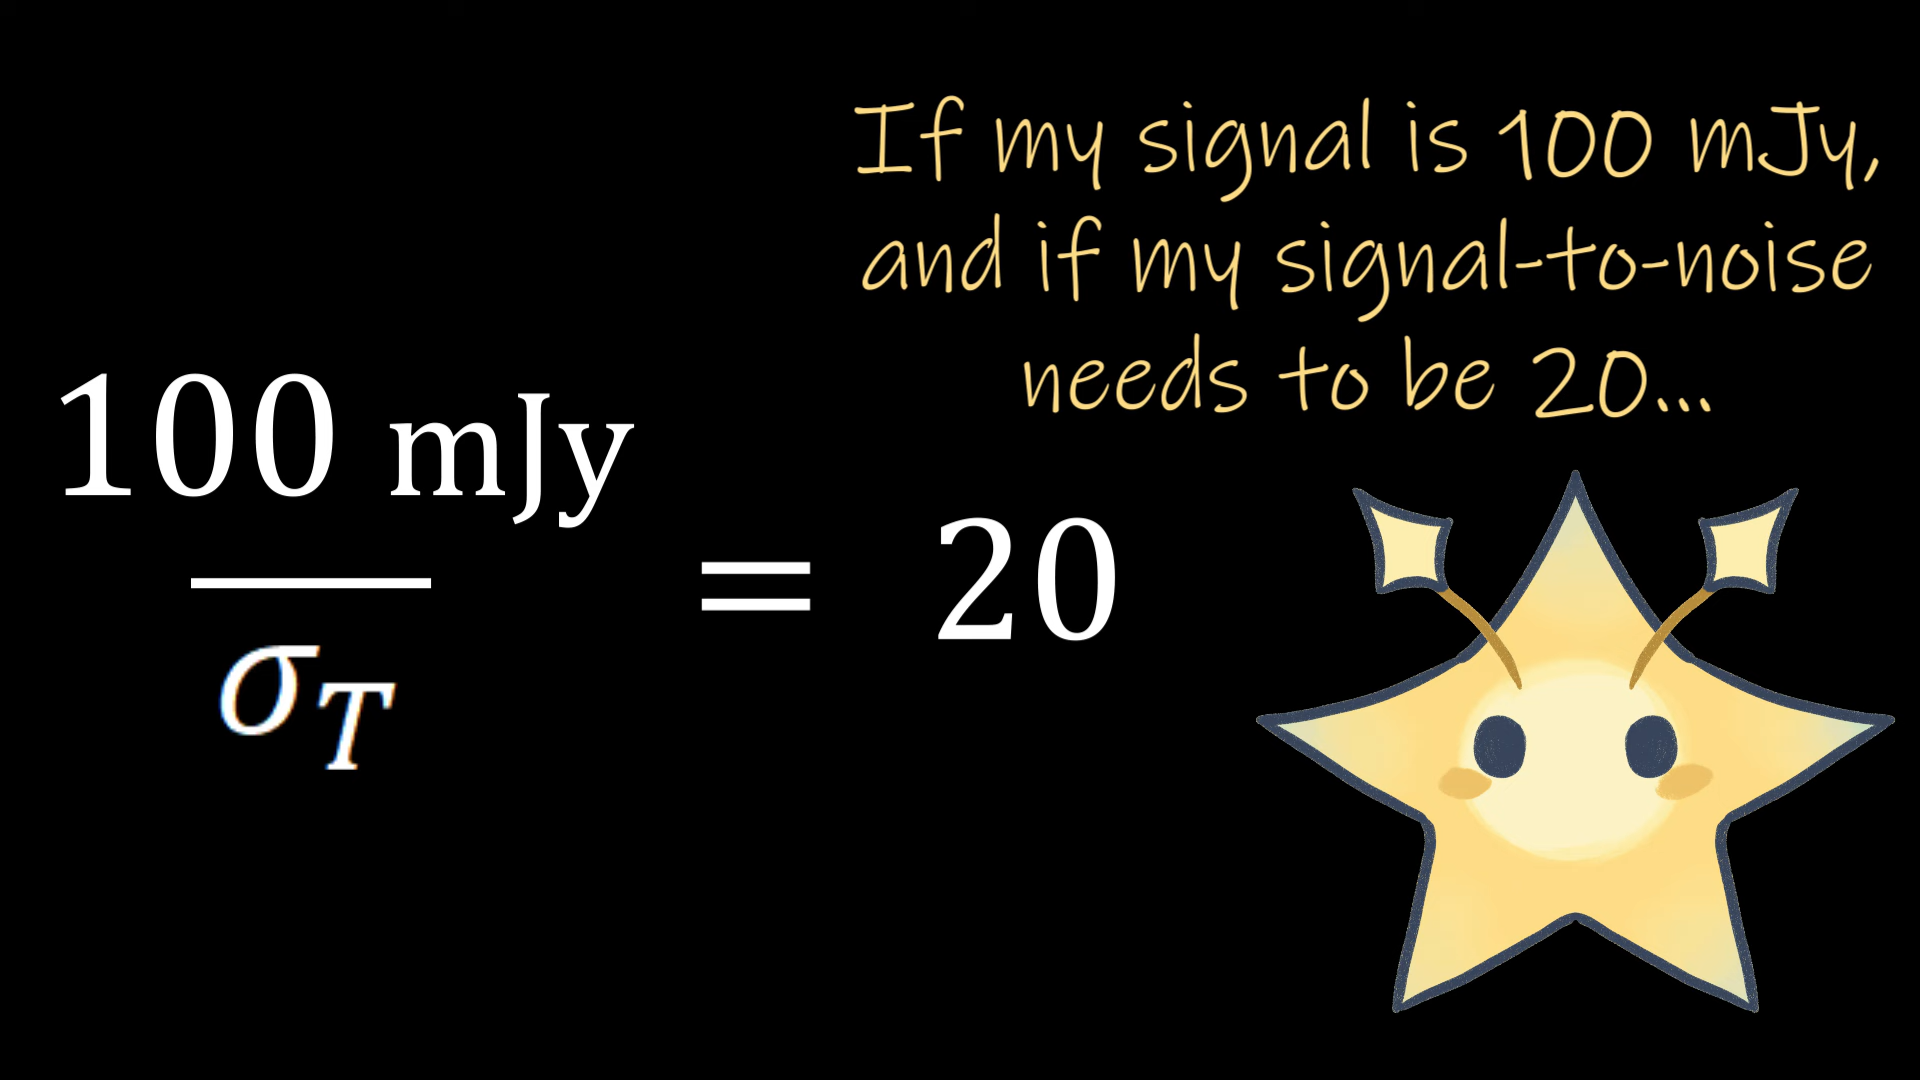 If my signal is 100 mJy,
and if my signal-to-noise
needs to be 20...
100 mJy
σT
= 20